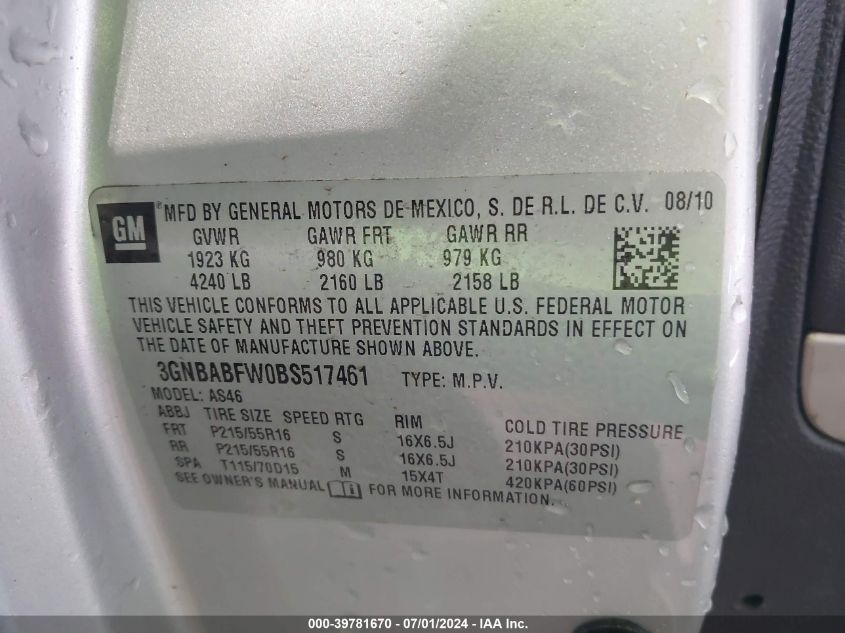 GM ® MFD BY GENERAL MOTORS DE MEXICO, S. DE R.L. DE C.V. 08/10
GVWR GAWR FRT GAWR RR
1923 KG 980 KG 979 KG
4240 LB 2160 LB 2158 LB
THIS VEHICLE CONFORMS TO ALL APPLICABLE U.S. FEDERAL MOTOR
VEHICLE SAFETY AND THEFT PREVENTION STANDARDS IN EFFECT ON
THE DATE OF MANUFACTURE SHOWN ABOVE.
3GNBABFW0BS517461 TYPE: M.P.V.
MODEL: AS46
ABBJ TIRE SIZE SPEED RTG RIM COLD TIRE PRESSURE
FRT P215/55R16 S 16X6.5J 210KPA(30PSI)
RR P215/55R16 S 16X6.5J 210KPA(30PSI)
SPA T115/70D15 M 15X4T 420KPA(60PSI)
SEE OWNER'S MANUAL FOR MORE INFORMATION.
000-39781670 - 07/01/2024 - IAA Inc.